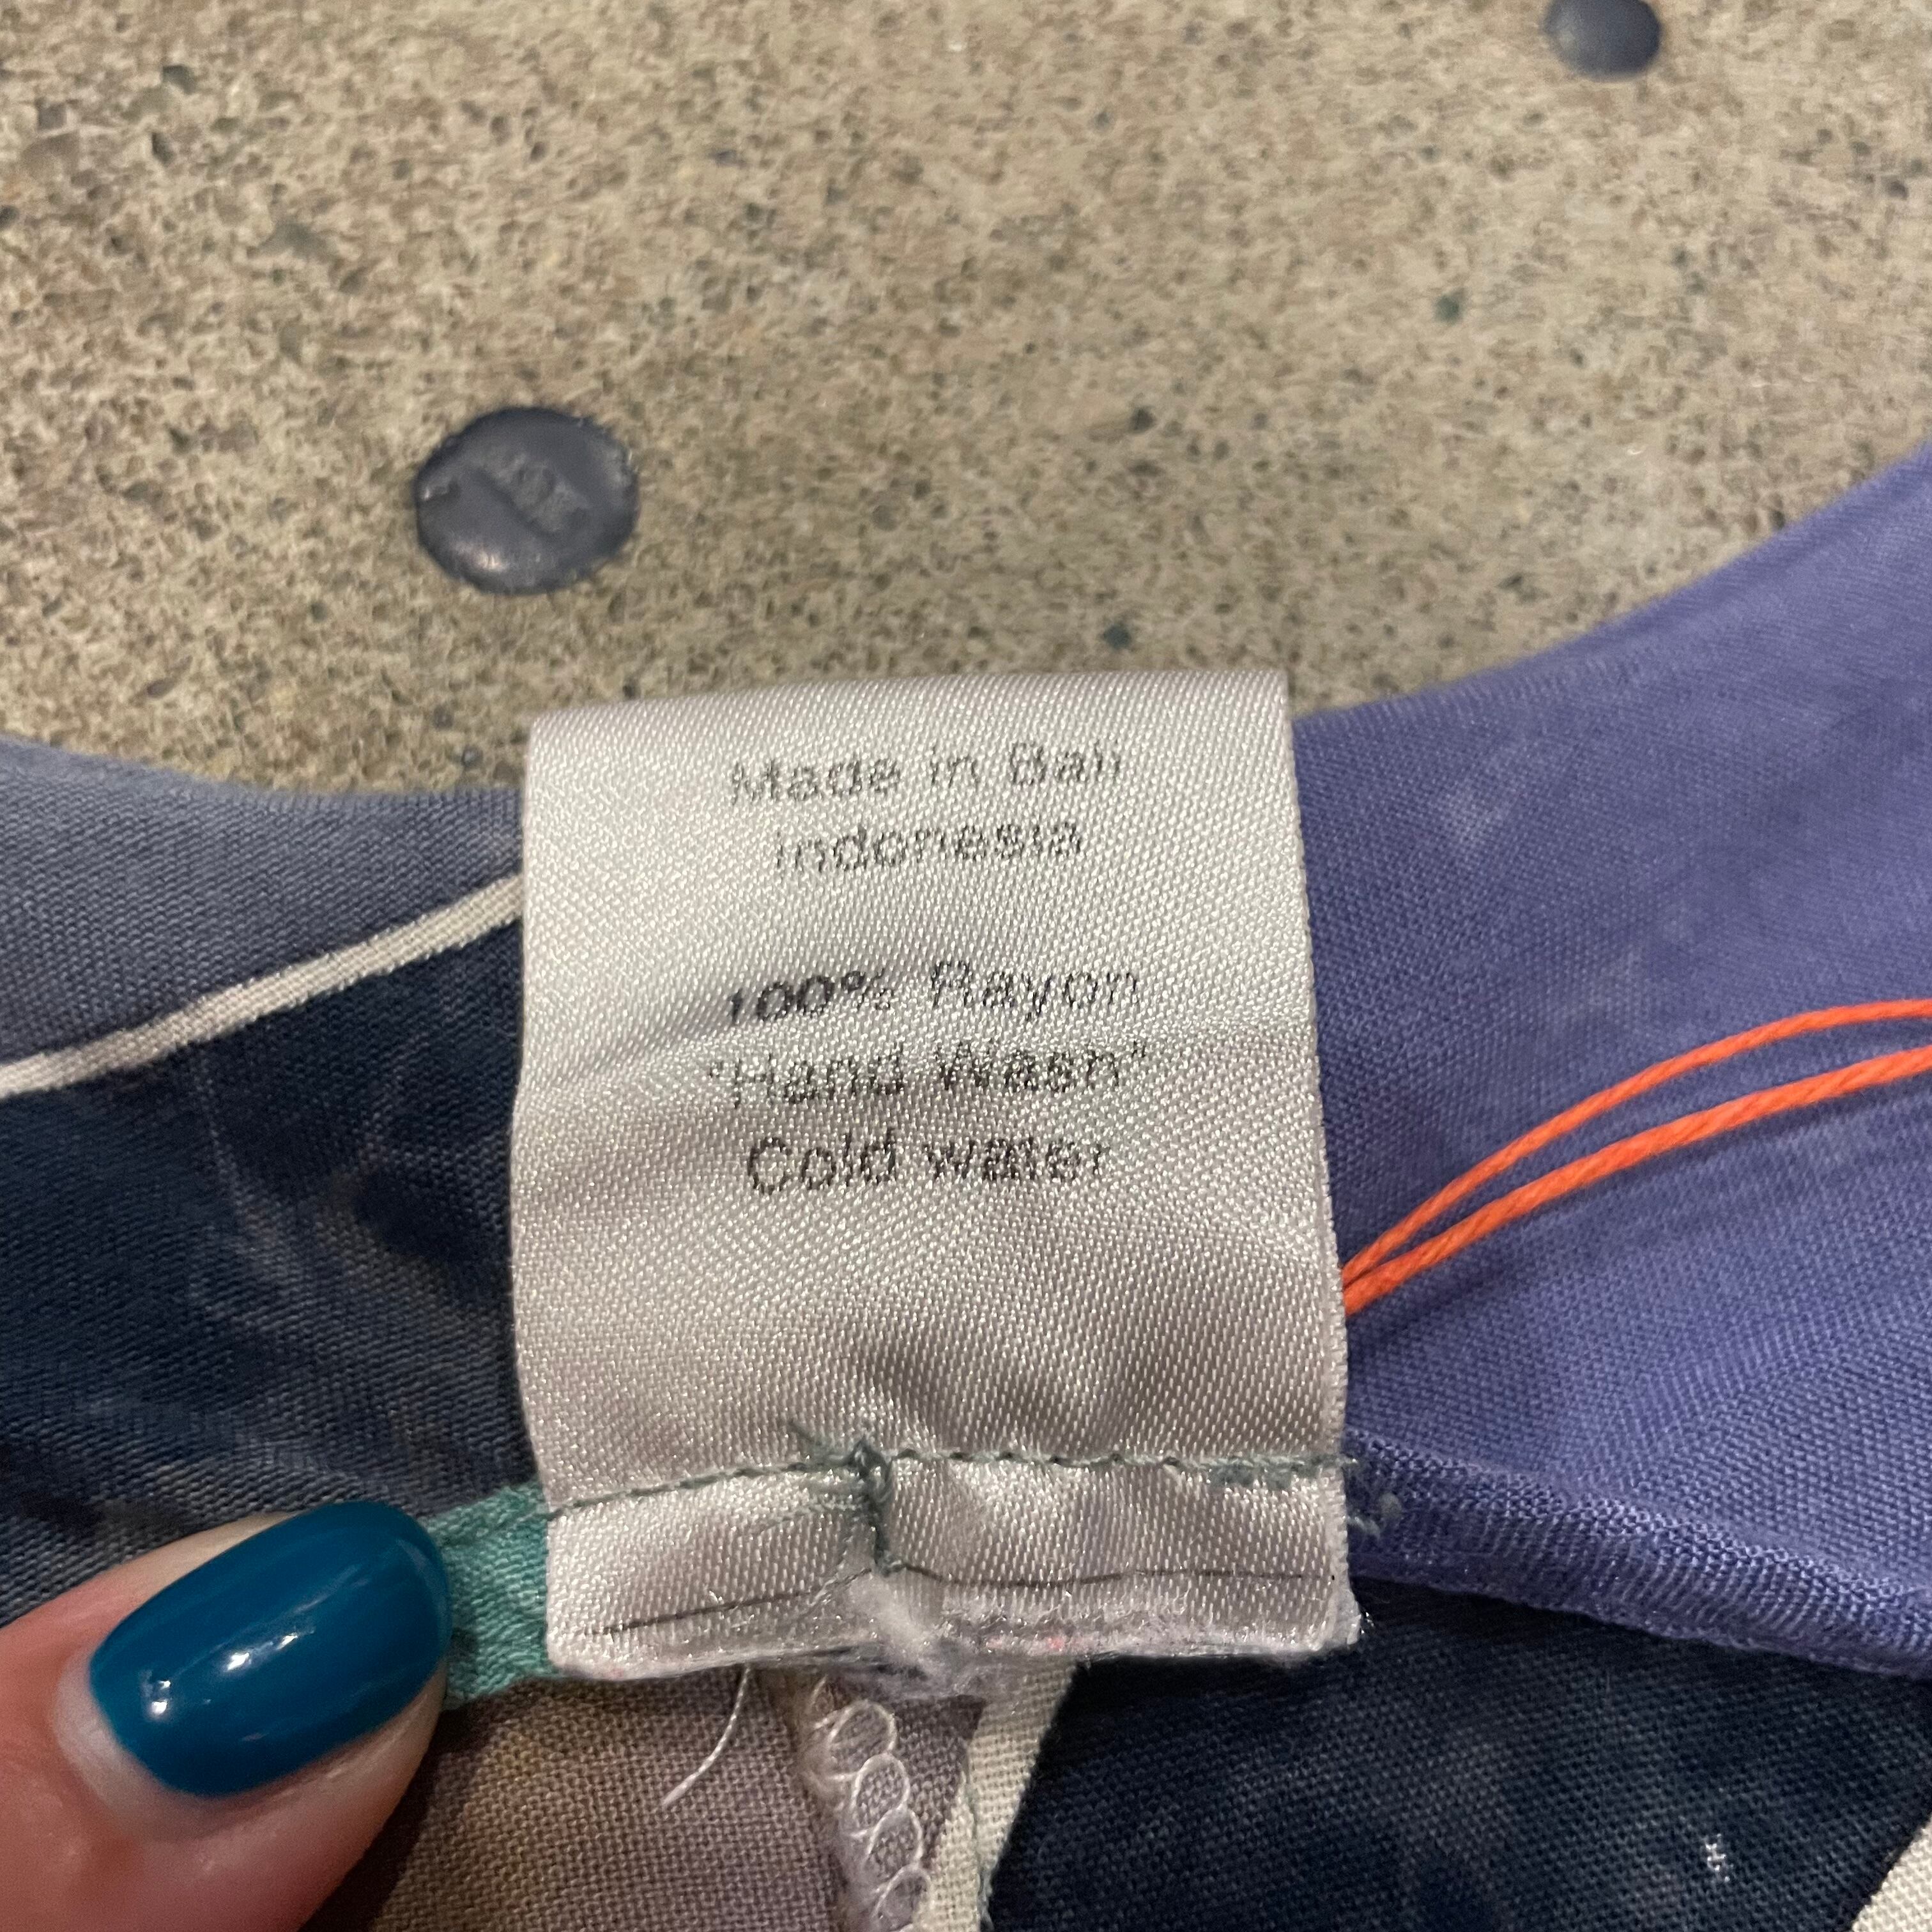 Made in Bali
indonesia
100% Rayon
"Hand Wash"
Cold water